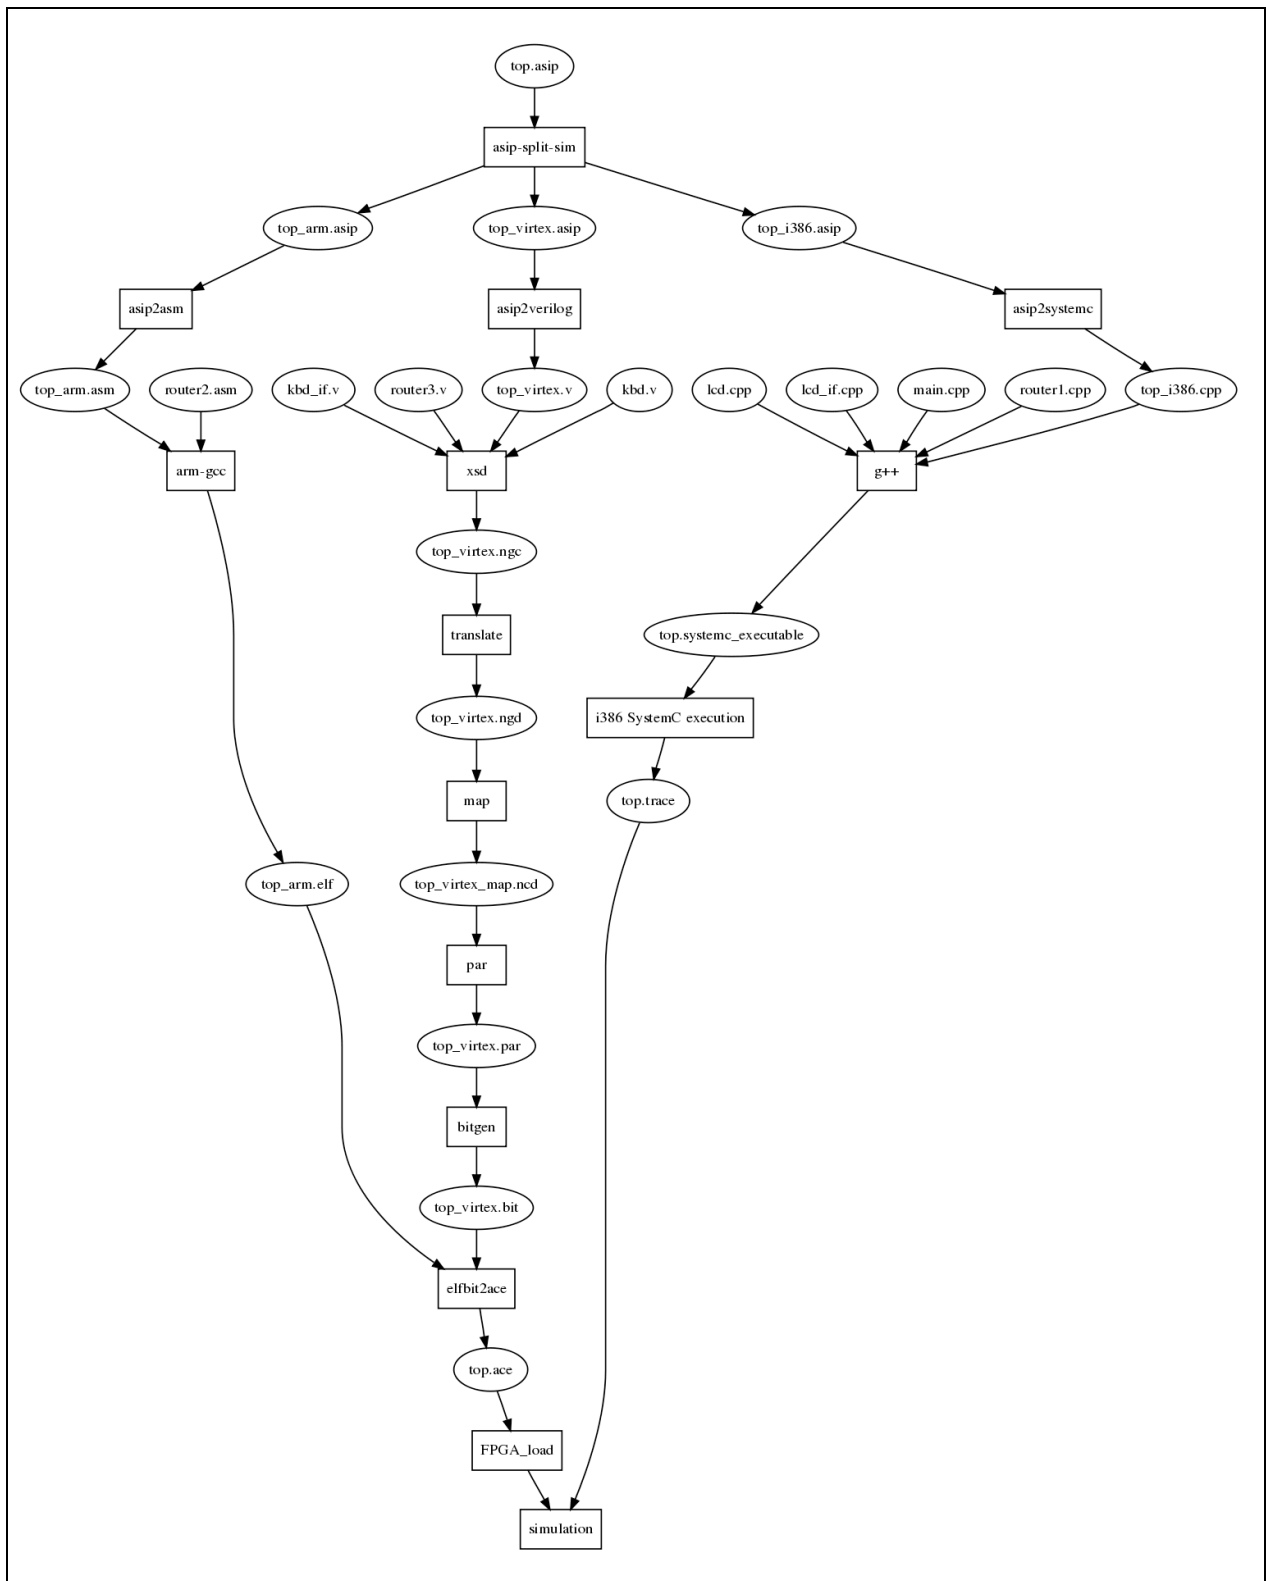 top.asip
asip-split-sim
top_arm.asip
top_virtex.asip
top_i386.asip
asip2asm
asip2verilog
asip2systemc
top_arm.asm
router2.asm
kbd_if.v
router3.v
top_virtex.v
kbd.v
lcd.cpp
lcd_if.cpp
main.cpp
router1.cpp
top_i386.cpp
arm-gcc
xsd
g++
top_virtex.ngc
translate
top.systemc_executable
top_virtex.ngd
i386 SystemC execution
map
top.trace
top_arm.elf
top_virtex_map.ncd
par
top_virtex.par
bitgen
top_virtex.bit
elfbit2ace
top.ace
FPGA_load
simulation